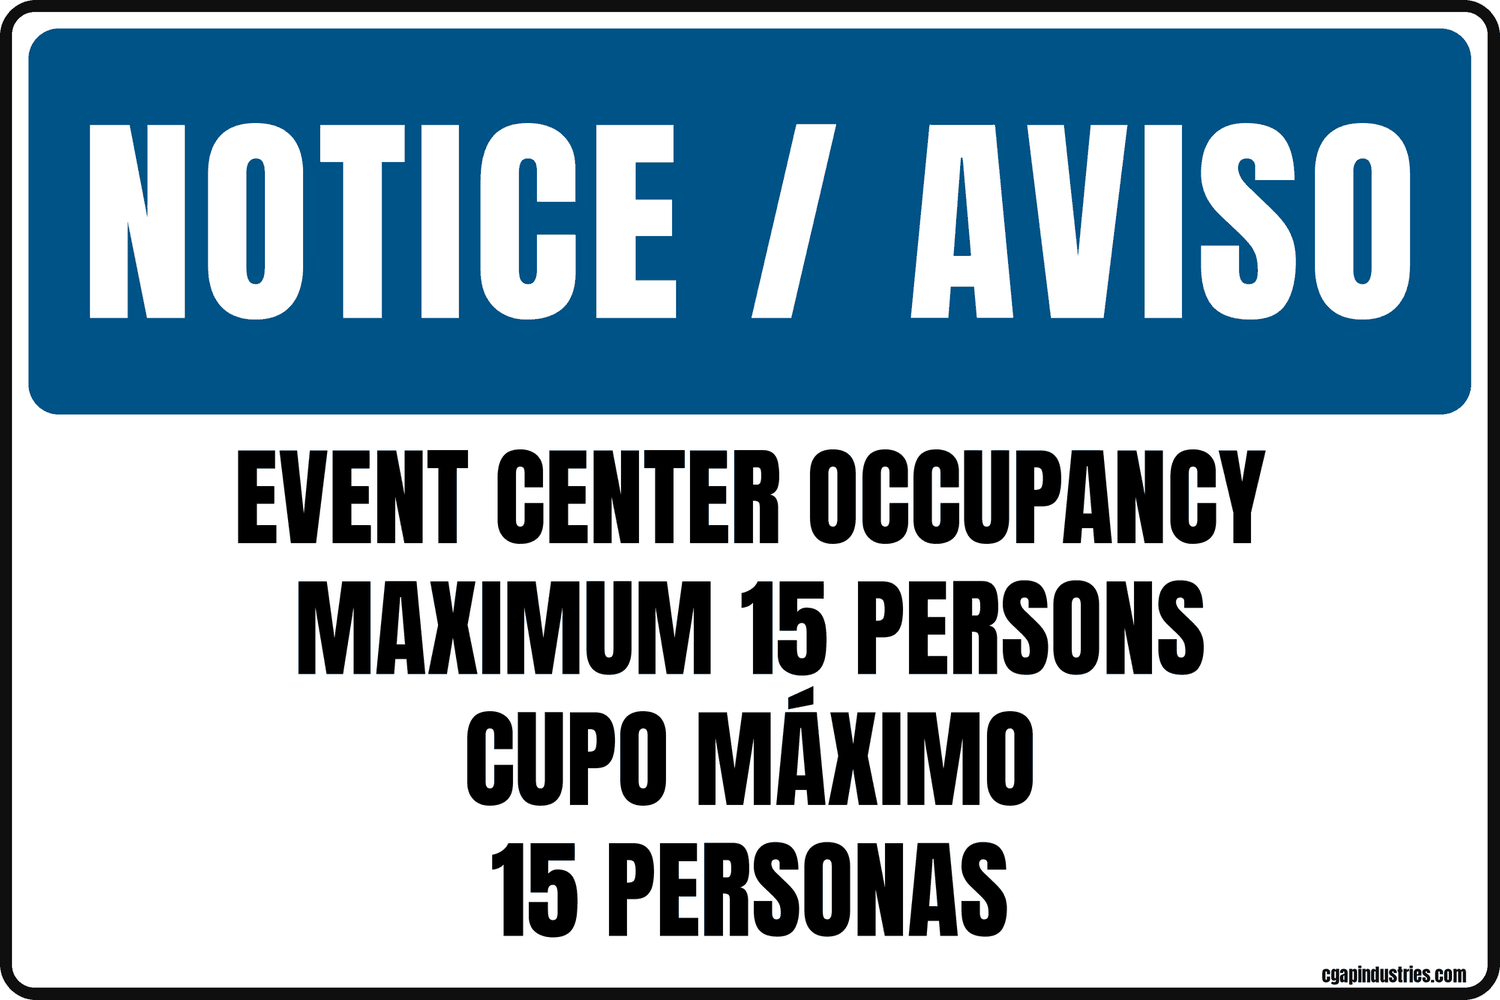 NOTICE / AVISO
EVENT CENTER OCCUPANCY
MAXIMUM 15 PERSONS
CUPO MÁXIMO
15 PERSONAS
cgapindustries.com